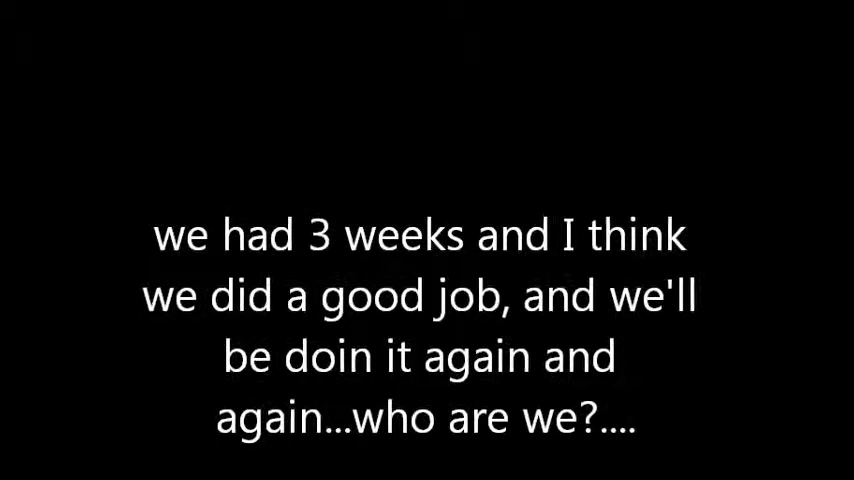 we had 3 weeks and I think
we did a good job, and we'll
be doin it again and
again...who are we?....